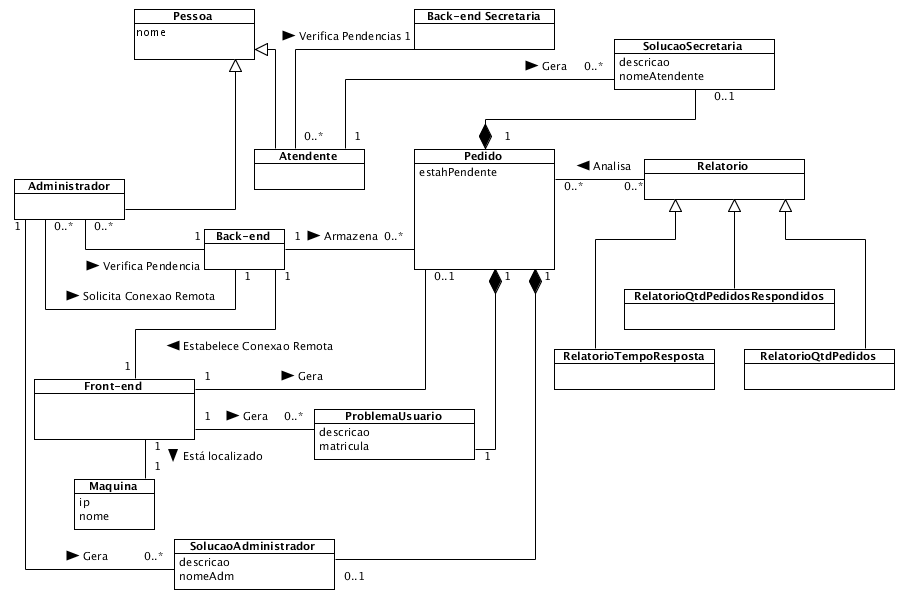 Pessoa
nome
Verifica Pendencias 1
Back-end Secretaria
SolucaoSecretaria
descricao
nomeAtendente
Gera 0..*
0..1
0..* 1
1
Atendente
Pedido
estahPendente
Analisa
0..* 0..*
Relatorio
Administrador
1 0..* 0..*
1
Back-end
1 Armazena 0..*
Verifica Pendencia
1 1
0..1 1 1
Solicita Conexao Remota
RelatorioQtdPedidosRespondidos
Estabelece Conexao Remota
RelatorioTempoResposta
RelatorioQtdPedidos
1
Front-end
1 Gera
1 Gera 0..*
ProblemaUsuario
descricao
matricula
1
1
Está localizado
1
Maquina
ip
nome
Gera 0..*
SolucaoAdministrador
descricao
nomeAdm
0..1